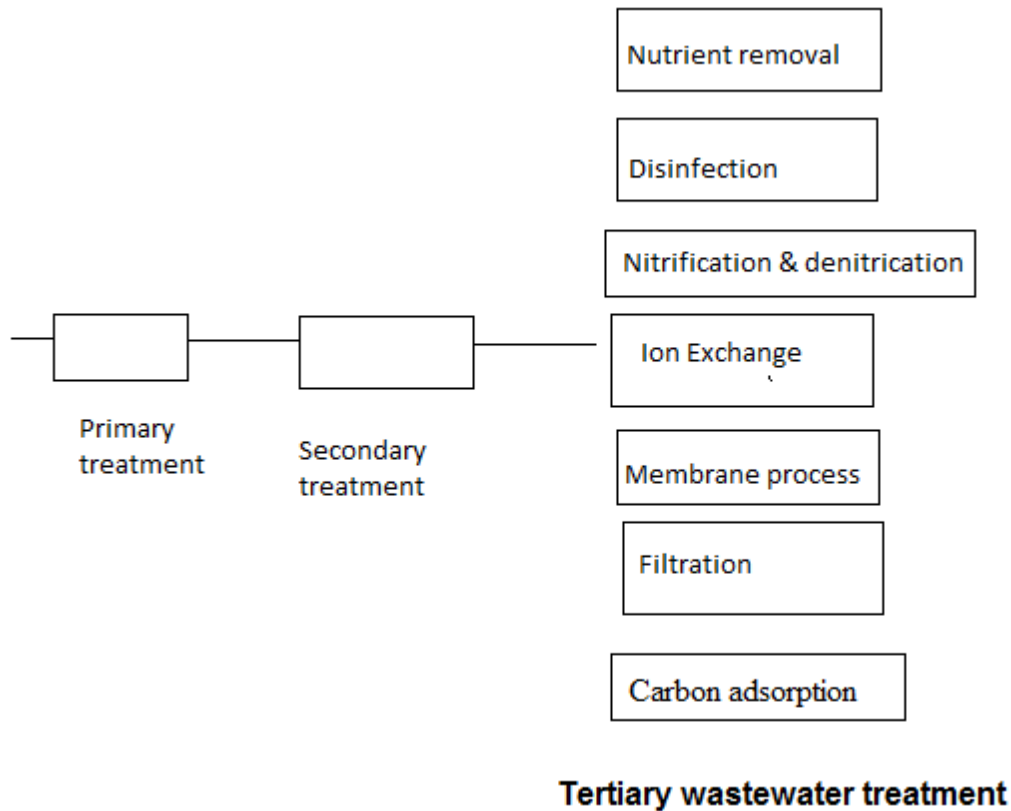 Nutrient removal
Disinfection
Nitrification & denitrication
Ion Exchange
Primary
treatment
Secondary
treatment
Membrane process
Filtration
Carbon adsorption
Tertiary wastewater treatment